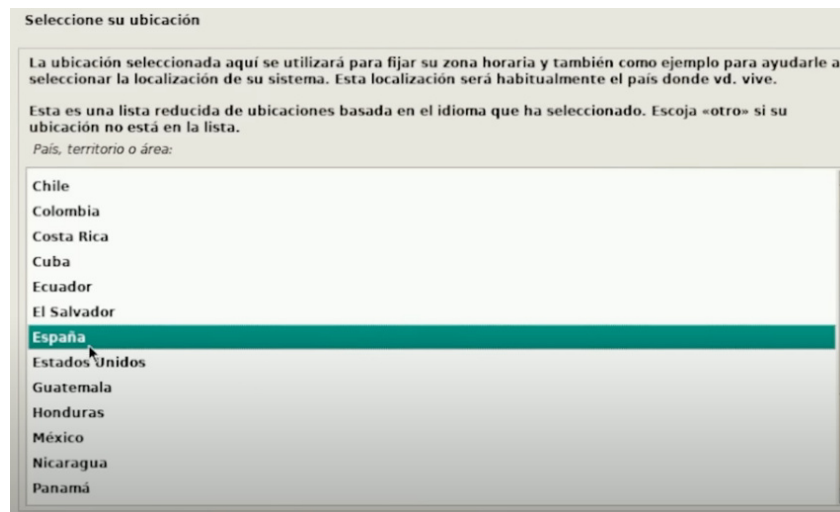 Seleccione su ubicación
La ubicación seleccionada aquí se utilizará para fijar su zona horaria y también como ejemplo para ayudarle a
seleccionar la localización de su sistema. Esta localización será habitualmente el país donde vd. vive.
Esta es una lista reducida de ubicaciones basada en el idioma que ha seleccionado. Escoja «otro» si su
ubicación no está en la lista.
País, territorio o área:
Chile
Colombia
Costa Rica
Cuba
Ecuador
El Salvador
España
Estados Unidos
Guatemala
Honduras
México
Nicaragua
Panamá